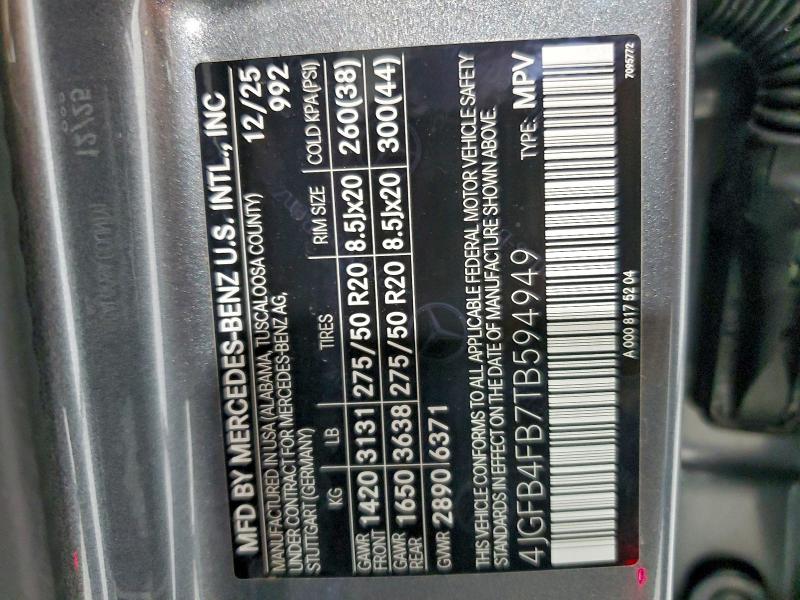 MFD BY MERCEDES-BENZ U.S. INTL., INC
MANUFACTURED IN USA (ALABAMA, TUSCALOOSA COUNTY) 12/25
UNDER CONTRACT FOR MERCEDES-BENZ AG, 992
STUTTGART (GERMANY)
KG LB TIRES RIM SIZE COLD KPA (PSI)
GAWR FRONT 1420 3131 275/50 R20 8.5Jx20 260(38)
GAWR REAR 1650 3638 275/50 R20 8.5Jx20 300(44)
GVWR 2890 6371
THIS VEHICLE CONFORMS TO ALL APPLICABLE FEDERAL MOTOR VEHICLE SAFETY
STANDARDS IN EFFECT ON THE DATE OF MANUFACTURE SHOWN ABOVE.
4JGFB4FB7TB594949 TYPE: MPV
A 000 817 52 04 7095772